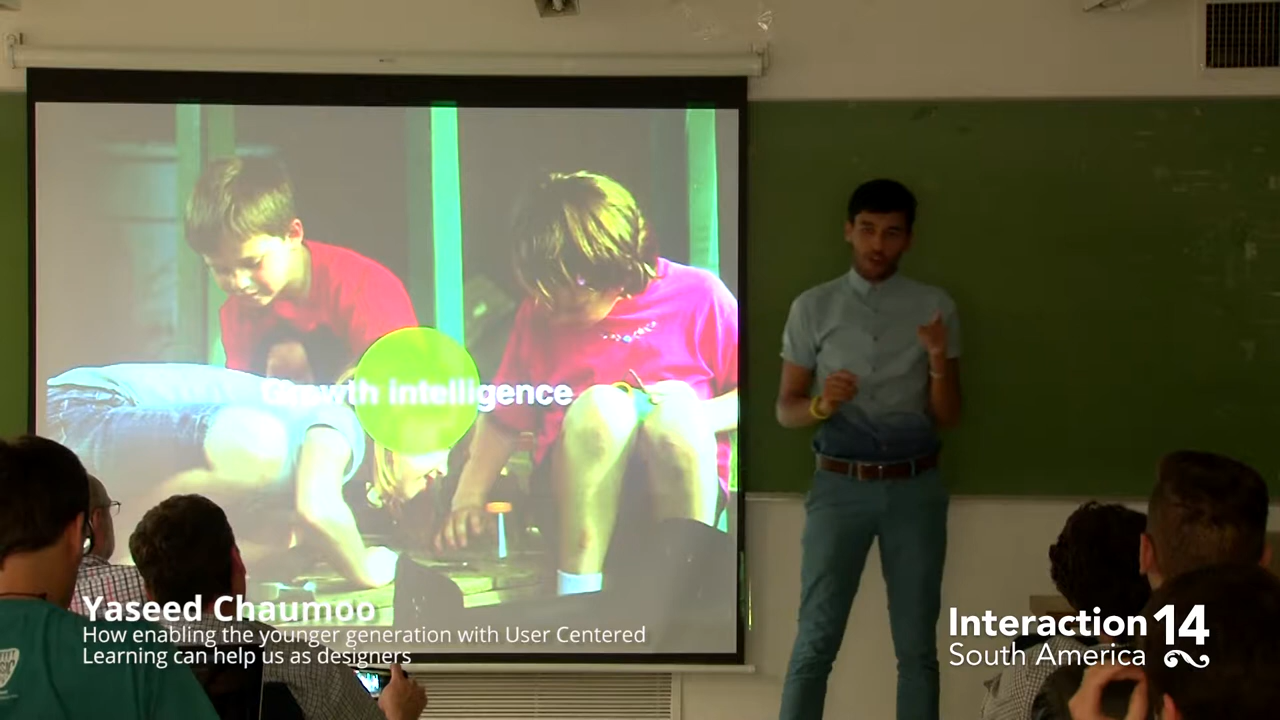 Growth intelligence
Yaseed Chaumoo
How enabling the younger generation with User Centered
Learning can help us as designers
Interaction 14
South America